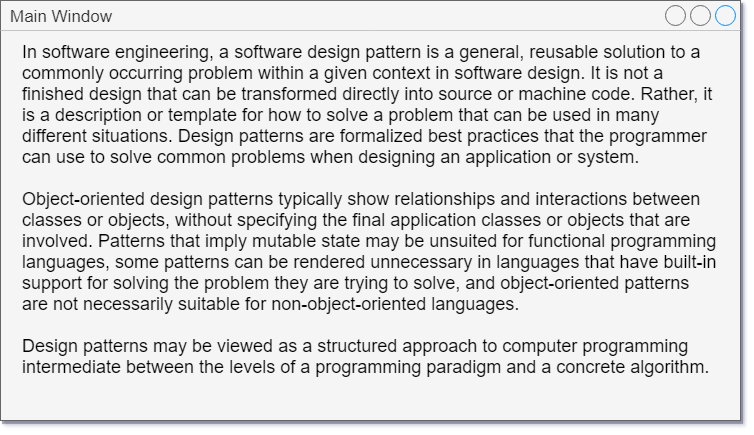 Main Window
In software engineering, a software design pattern is a general, reusable solution to a
commonly occurring problem within a given context in software design. It is not a
finished design that can be transformed directly into source or machine code. Rather, it
is a description or template for how to solve a problem that can be used in many
different situations. Design patterns are formalized best practices that the programmer
can use to solve common problems when designing an application or system.
Object-oriented design patterns typically show relationships and interactions between
classes or objects, without specifying the final application classes or objects that are
involved. Patterns that imply mutable state may be unsuited for functional programming
languages, some patterns can be rendered unnecessary in languages that have built-in
support for solving the problem they are trying to solve, and object-oriented patterns
are not necessarily suitable for non-object-oriented languages.
Design patterns may be viewed as a structured approach to computer programming
intermediate between the levels of a programming paradigm and a concrete algorithm.